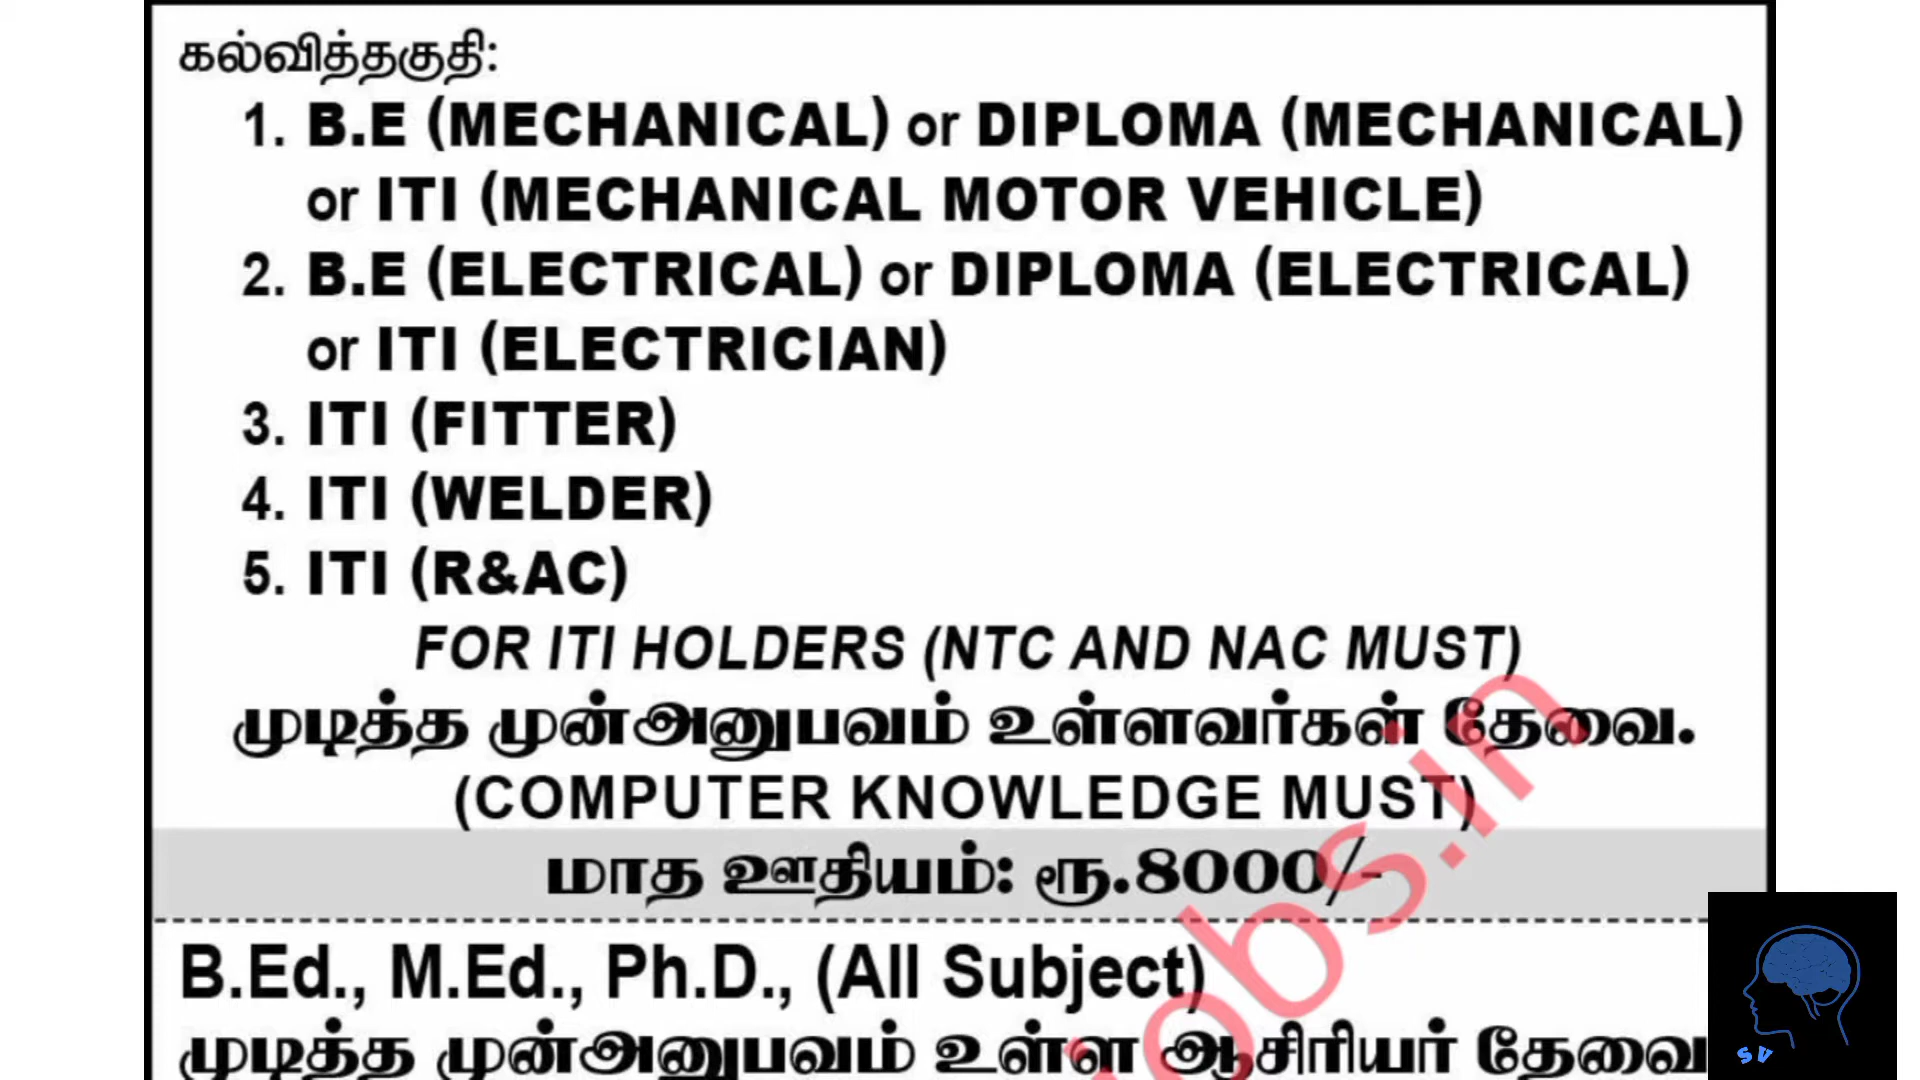 கல்வித்தகுதி:
1. B.E (MECHANICAL) or DIPLOMA (MECHANICAL)
or ITI (MECHANICAL MOTOR VEHICLE)
2. B.E (ELECTRICAL) or DIPLOMA (ELECTRICAL)
or ITI (ELECTRICIAN)
3. ITI (FITTER)
4. ITI (WELDER)
5. ITI (R&AC)
FOR ITI HOLDERS (NTC AND NAC MUST)
முடித்த முன்அனுபவம் உள்ளவர்கள் தேவை.
(COMPUTER KNOWLEDGE MUST)
மாத ஊதியம்: ரூ.8000/-
B.Ed., M.Ed., Ph.D., (All Subject)
முடித்த முன்அனுபவம் உள்ள ஆசிரியர் தேவை
jobs.in
S V